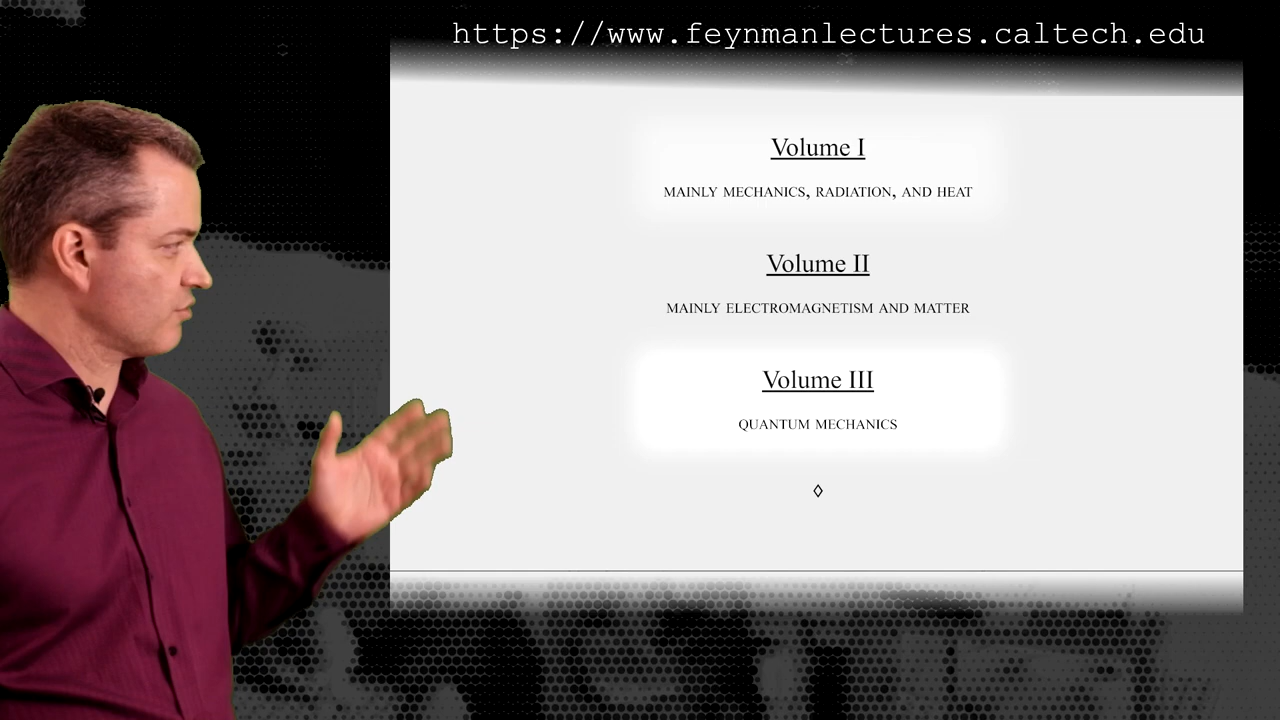 https://www.feynmanlectures.caltech.edu
Volume I
MAINLY MECHANICS, RADIATION, AND HEAT
Volume II
MAINLY ELECTROMAGNETISM AND MATTER
Volume III
QUANTUM MECHANICS